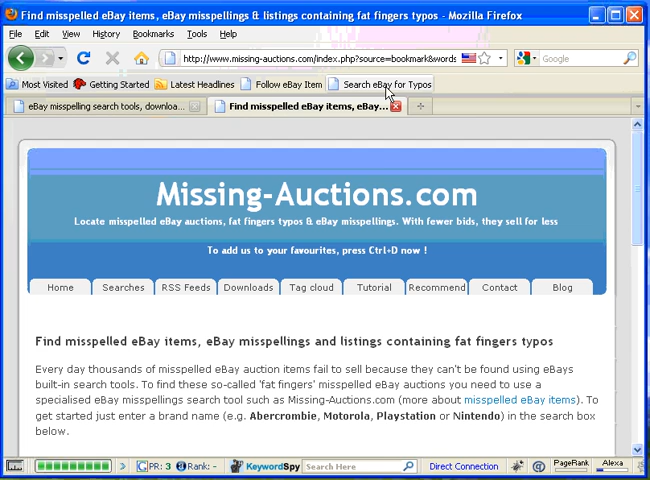 Find misspelled eBay items, eBay misspellings & listings containing fat fingers typos - Mozilla Firefox
File Edit View History Bookmarks Tools Help
http://www.missing-auctions.com/index.php?source=bookmark&words
Google
Most Visited Getting Started Latest Headlines Follow eBay Item Search eBay for Typos
eBay misspelling search tools, downloa... Find misspelled eBay items, eBay...
Missing-Auctions.com
Locate misspelled eBay auctions, fat fingers typos & eBay misspellings. With fewer bids, they sell for less
To add us to your favourites, press Ctrl+D now !
Home Searches RSS Feeds Downloads Tag cloud Tutorial Recommend Contact Blog
Find misspelled eBay items, eBay misspellings and listings containing fat fingers typos
Every day thousands of misspelled eBay auction items fail to sell because they can't be found using eBays
built-in search tools. To find these so-called 'fat fingers' misspelled eBay auctions you need to use a
specialised eBay misspellings search tool such as Missing-Auctions.com (more about misspelled eBay items). To
get started just enter a brand name (e.g. Abercrombie, Motorola, Playstation or Nintendo) in the search box
below.
PR: 3 Rank: - KeywordSpy Search Here Direct Connection @ PageRank Alexa